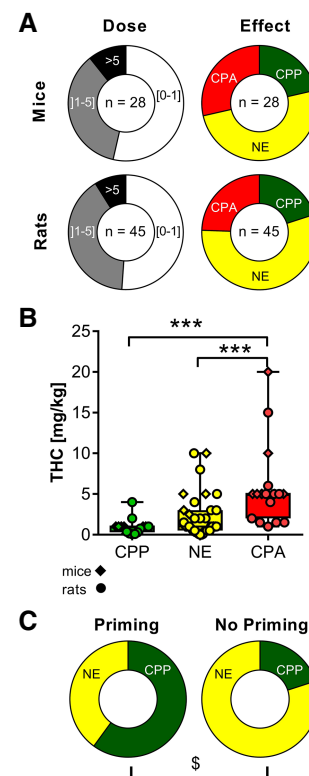 A
Dose
Effect
Mice
>5
]1-5]
[0-1]
n = 28
CPA
CPP
n = 28
NE
Rats
>5
]1-5]
[0-1]
n = 45
CPA
CPP
n = 45
NE
B
***
***
THC [mg/kg]
25
20
15
10
5
0
CPP
NE
CPA
mice
rats
C
Priming
No Priming
NE
CPP
NE
CPP
$